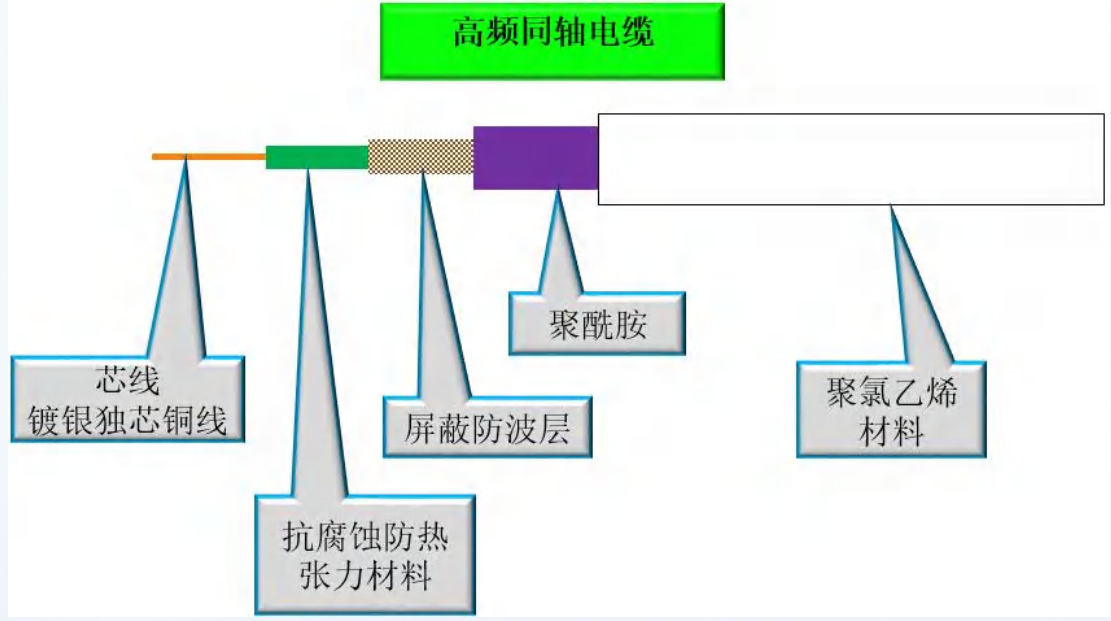 高频同轴电缆
聚酰胺
芯线
镀银独芯铜线
屏蔽防波层
聚氯乙烯
材料
抗腐蚀防热
张力材料